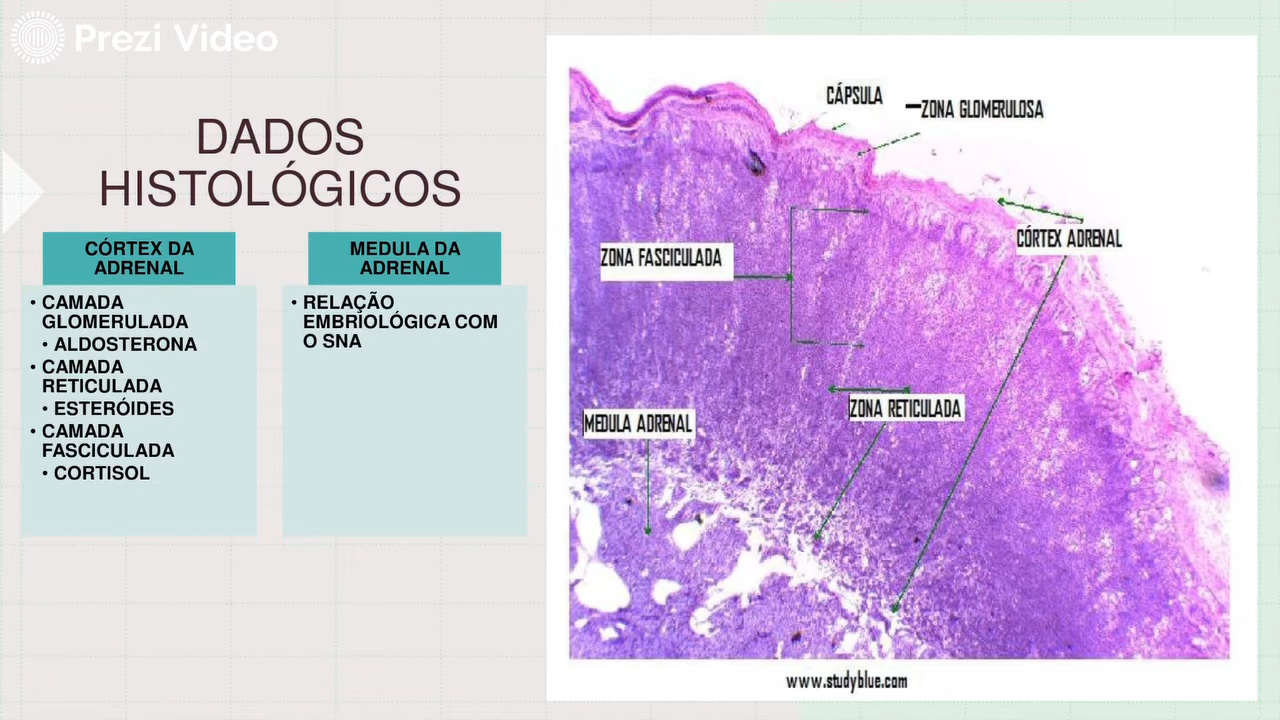 Prezi Video
DADOS
HISTOLÓGICOS
CÓRTEX DA
ADRENAL
• CAMADA
GLOMERULADA
• ALDOSTERONA
• CAMADA
RETICULADA
• ESTERÓIDES
• CAMADA
FASCICULADA
• CORTISOL
MEDULA DA
ADRENAL
• RELAÇÃO
EMBRIOLÓGICA COM
O SNA
CÁPSULA
ZONA GLOMERULOSA
CÓRTEX ADRENAL
ZONA FASCICULADA
ZONA RETICULADA
MEDULA ADRENAL
www.studyblue.com